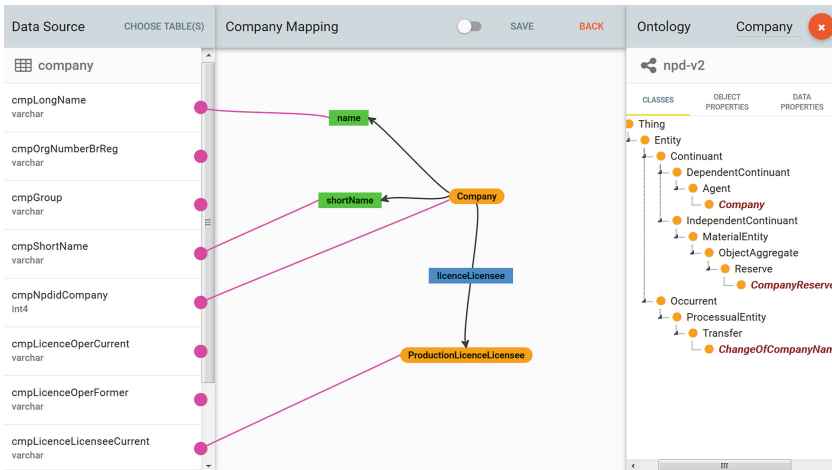 Data Source
CHOOSE TABLE(S)
Company Mapping
SAVE
BACK
Ontology
Company
company
cmpLongName
varchar
cmpOrgNumberBrReg
varchar
cmpGroup
varchar
cmpShortName
varchar
cmpNpdidCompany
int4
cmpLicenceOperCurrent
varchar
cmpLicenceOperFormer
varchar
cmpLicenceLicenseeCurrent
varchar
name
shortName
Company
licenceLicensee
ProductionLicenceLicensee
npd-v2
CLASSES
OBJECT
PROPERTIES
DATA
PROPERTIES
Thing
Entity
Continuant
DependentContinuant
Agent
Company
IndependentContinuant
MaterialEntity
ObjectAggregate
Reserve
CompanyReserve
Occurrent
ProcessualEntity
Transfer
ChangeOfCompanyNam